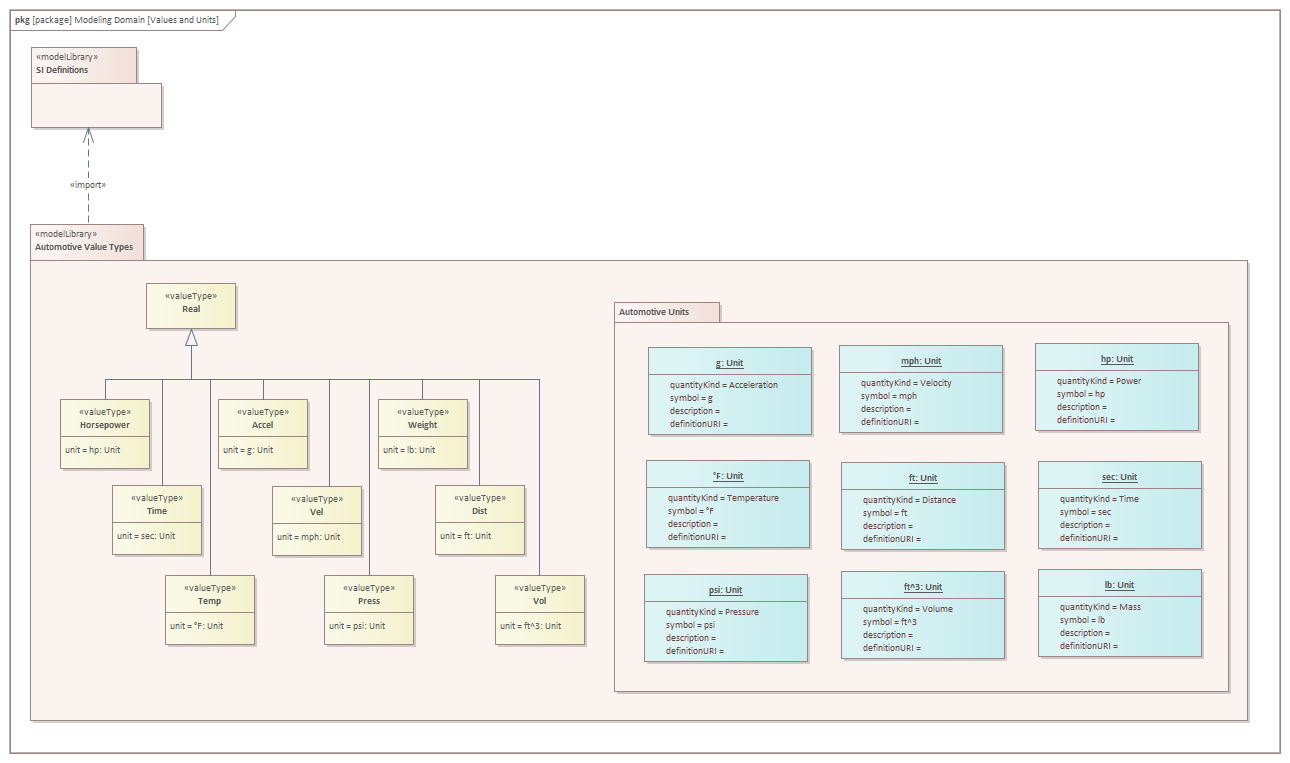 pkg [package] Modeling Domain [Values and Units]
«modelLibrary»
SI Definitions
«import»
«modelLibrary»
Automotive Value Types
«valueType»
Real
«valueType»
Horsepower
unit = hp: Unit
«valueType»
Accel
unit = g: Unit
«valueType»
Weight
unit = lb: Unit
«valueType»
Time
unit = sec: Unit
«valueType»
Vel
unit = mph: Unit
«valueType»
Dist
unit = ft: Unit
«valueType»
Temp
unit = °F: Unit
«valueType»
Press
unit = psi: Unit
«valueType»
Vol
unit = ft^3: Unit
Automotive Units
g: Unit
quantityKind = Acceleration
symbol = g
description =
definitionURI =
mph: Unit
quantityKind = Velocity
symbol = mph
description =
definitionURI =
hp: Unit
quantityKind = Power
symbol = hp
description =
definitionURI =
°F: Unit
quantityKind = Temperature
symbol = °F
description =
definitionURI =
ft: Unit
quantityKind = Distance
symbol = ft
description =
definitionURI =
sec: Unit
quantityKind = Time
symbol = sec
description =
definitionURI =
psi: Unit
quantityKind = Pressure
symbol = psi
description =
definitionURI =
ft^3: Unit
quantityKind = Volume
symbol = ft^3
description =
definitionURI =
lb: Unit
quantityKind = Mass
symbol = lb
description =
definitionURI =